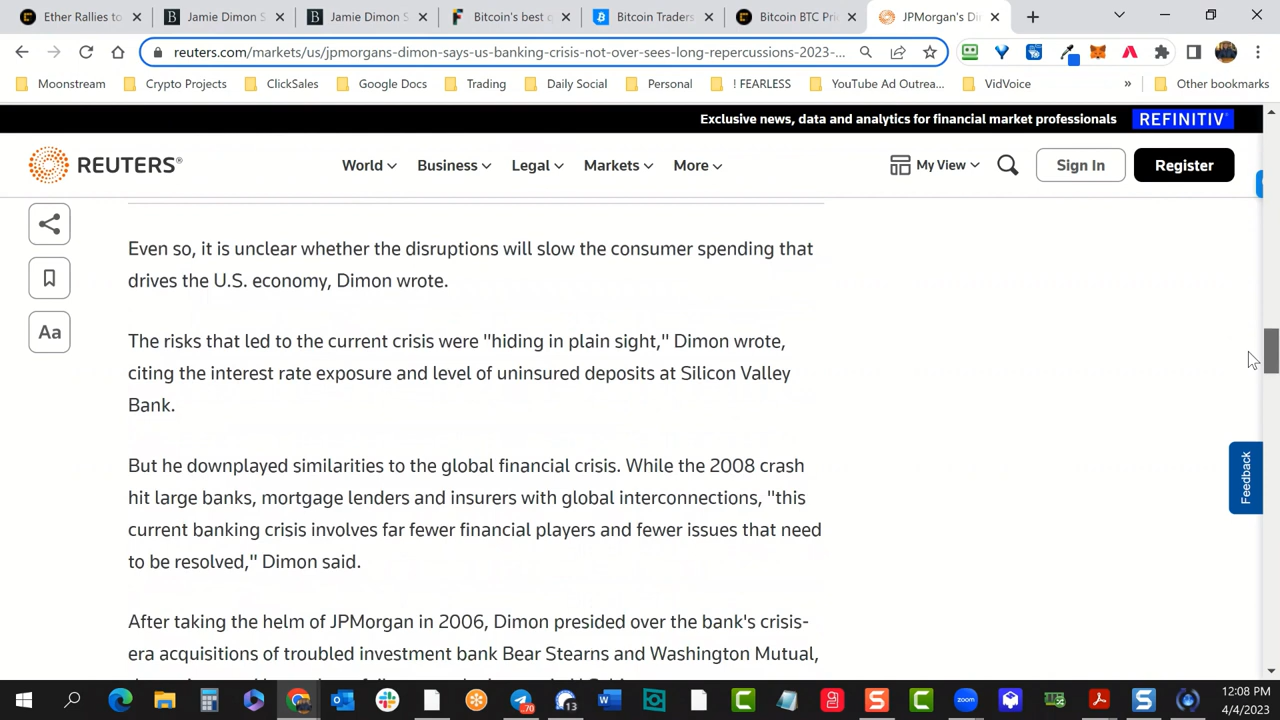 Ether Rallies to
Jamie Dimon S
Jamie Dimon S
Bitcoin's best q
Bitcoin Traders
Bitcoin BTC Pri
JPMorgan's Di
reuters.com/markets/us/jpmorgans-dimon-says-us-banking-crisis-not-over-sees-long-repercussions-2023-...
Moonstream
Crypto Projects
ClickSales
Google Docs
Trading
Daily Social
Personal
! FEARLESS
YouTube Ad Outrea...
VidVoice
»
Other bookmarks
Exclusive news, data and analytics for financial market professionals
REFINITIV
REUTERS®
World
Business
Legal
Markets
More
My View
Sign In
Register
Even so, it is unclear whether the disruptions will slow the consumer spending that
drives the U.S. economy, Dimon wrote.
The risks that led to the current crisis were "hiding in plain sight," Dimon wrote,
citing the interest rate exposure and level of uninsured deposits at Silicon Valley
Bank.
Aa
But he downplayed similarities to the global financial crisis. While the 2008 crash
hit large banks, mortgage lenders and insurers with global interconnections, "this
current banking crisis involves far fewer financial players and fewer issues that need
to be resolved," Dimon said.
Feedback
After taking the helm of JPMorgan in 2006, Dimon presided over the bank's crisis-
era acquisitions of troubled investment bank Bear Stearns and Washington Mutual,
70
13
12:08 PM
4/4/2023